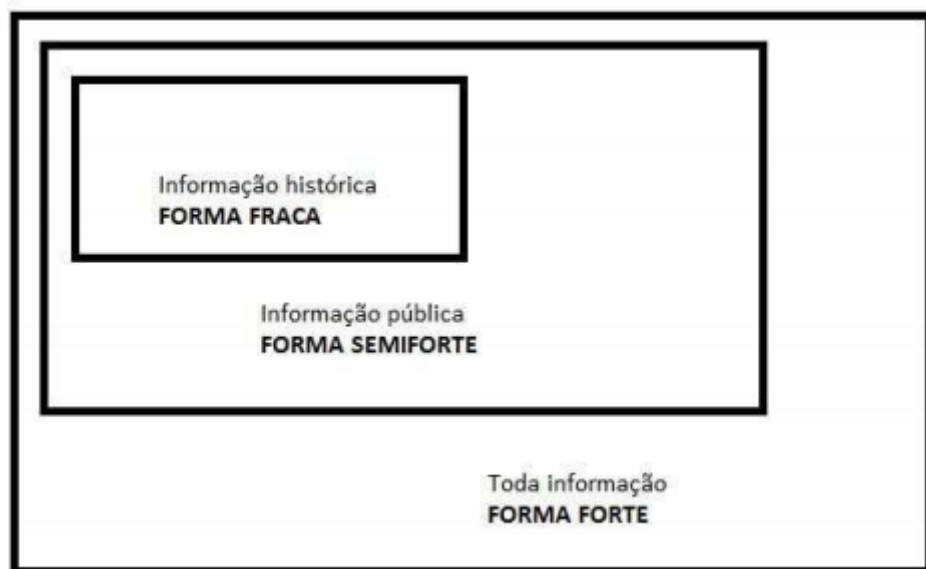 Informação histórica
FORMA FRACA
Informação pública
FORMA SEMIFORTE
Toda informação
FORMA FORTE